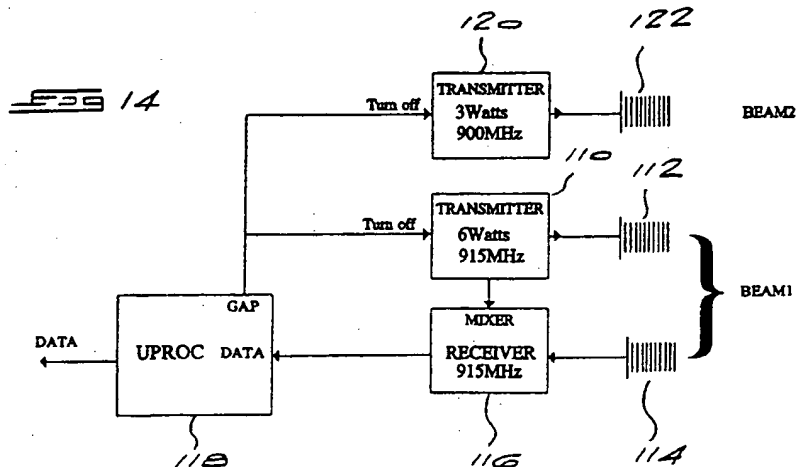 120
122
TRANSMITTER
3Watts
900MHz
Turn off
BEAM2
14
110
112
TRANSMITTER
6Watts
915MHz
Turn off
BEAM1
GAP
UPROC
DATA
DATA
MIXER
RECEIVER
915MHz
118
116
114